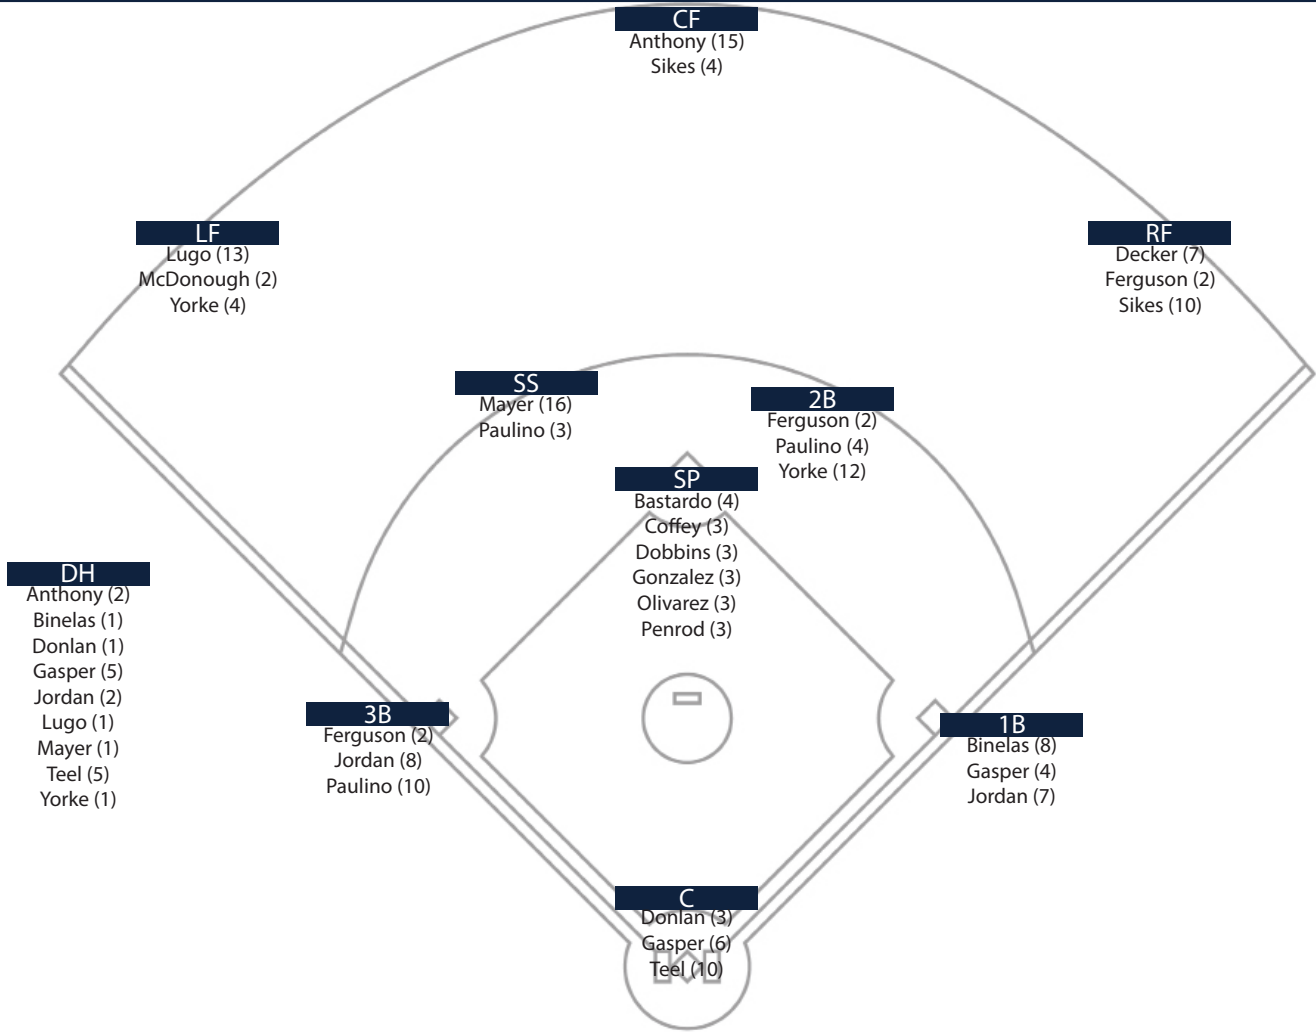 CF
Anthony (15)
Sikes (4)
LF
Lugo (13)
McDonough (2)
Yorke (4)
RF
Decker (7)
Ferguson (2)
Sikes (10)
SS
Mayer (16)
Paulino (3)
2B
Ferguson (2)
Paulino (4)
Yorke (12)
SP
Bastardo (4)
Coffey (3)
Dobbins (3)
Gonzalez (3)
Olivarez (3)
Penrod (3)
DH
Anthony (2)
Binelas (1)
Donlan (1)
Gasper (5)
Jordan (2)
Lugo (1)
Mayer (1)
Teel (5)
Yorke (1)
3B
Ferguson (2)
Jordan (8)
Paulino (10)
1B
Binelas (8)
Gasper (4)
Jordan (7)
C
Donlan (3)
Gasper (6)
Teel (10)